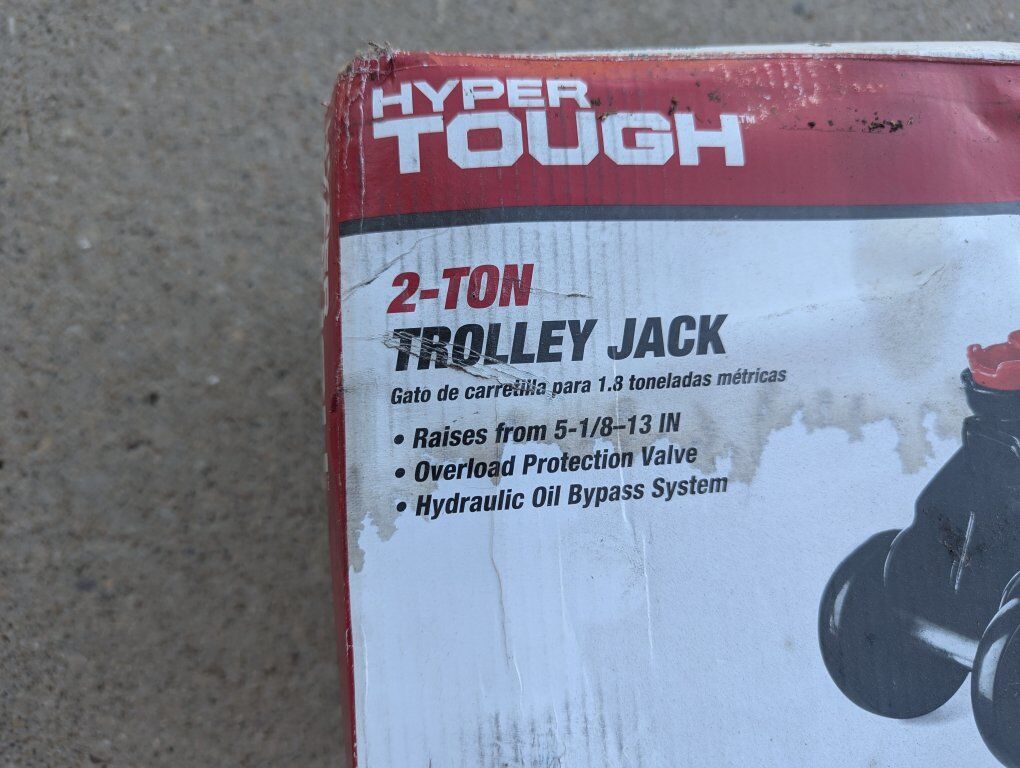 HYPER
TOUGH™
2-TON
TROLLEY JACK
Gato de carretilla para 1.8 toneladas métricas
• Raises from 5-1/8–13 IN
• Overload Protection Valve
• Hydraulic Oil Bypass System